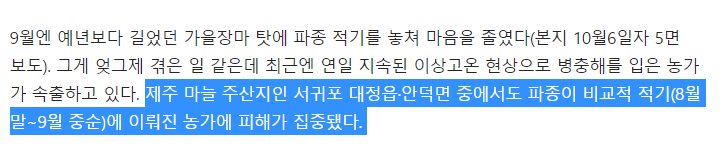 9월엔 예년보다 길었던 가을장마 탓에 파종 적기를 놓쳐 마음을 졸였다(본지 10월6일자 5면
보도). 그게 엊그제 겪은 일 같은데 최근엔 연일 지속된 이상고온 현상으로 병충해를 입은 농가
가 속출하고 있다. 제주 마늘 주산지인 서귀포 대정읍·안덕면 중에서도 파종이 비교적 적기(8월
말~9월 중순)에 이뤄진 농가에 피해가 집중됐다.